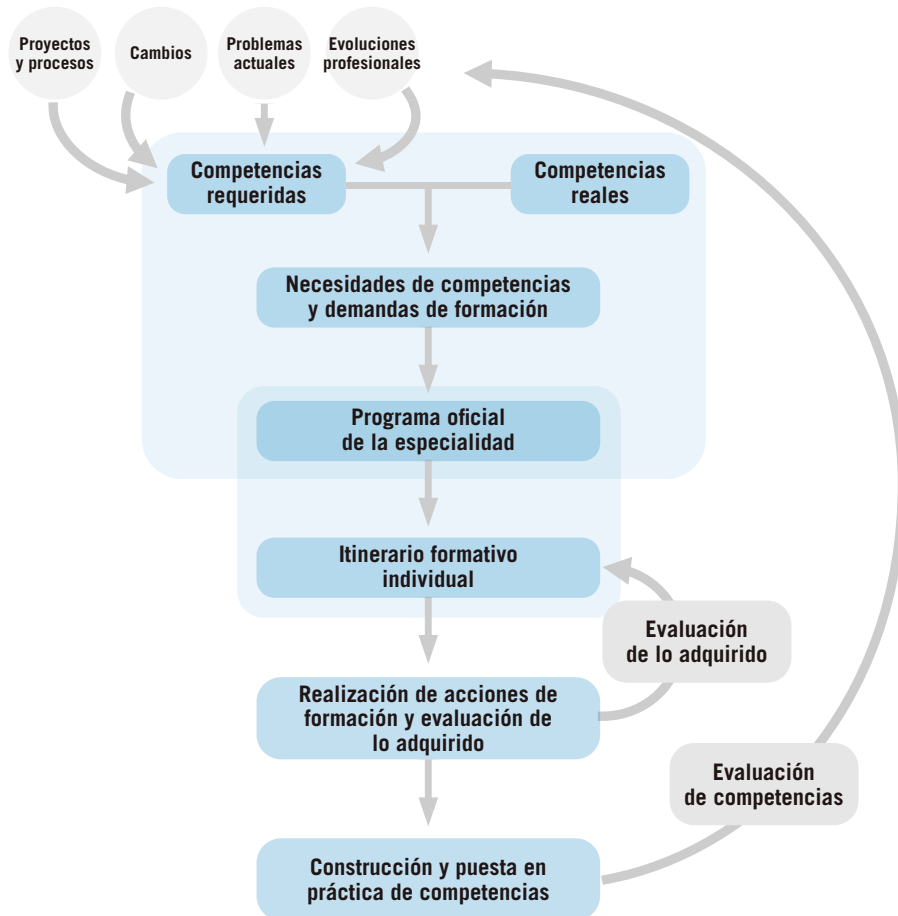 Proyectos
y procesos
Cambios
Problemas
actuales
Evoluciones
profesionales
Competencias
requeridas
Competencias
reales
Necesidades de competencias
y demandas de formación
Programa oficial
de la especialidad
Itinerario formativo
individual
Evaluación
de lo adquirido
Realización de acciones de
formación y evaluación de
lo adquirido
Evaluación
de competencias
Construcción y puesta en
práctica de competencias